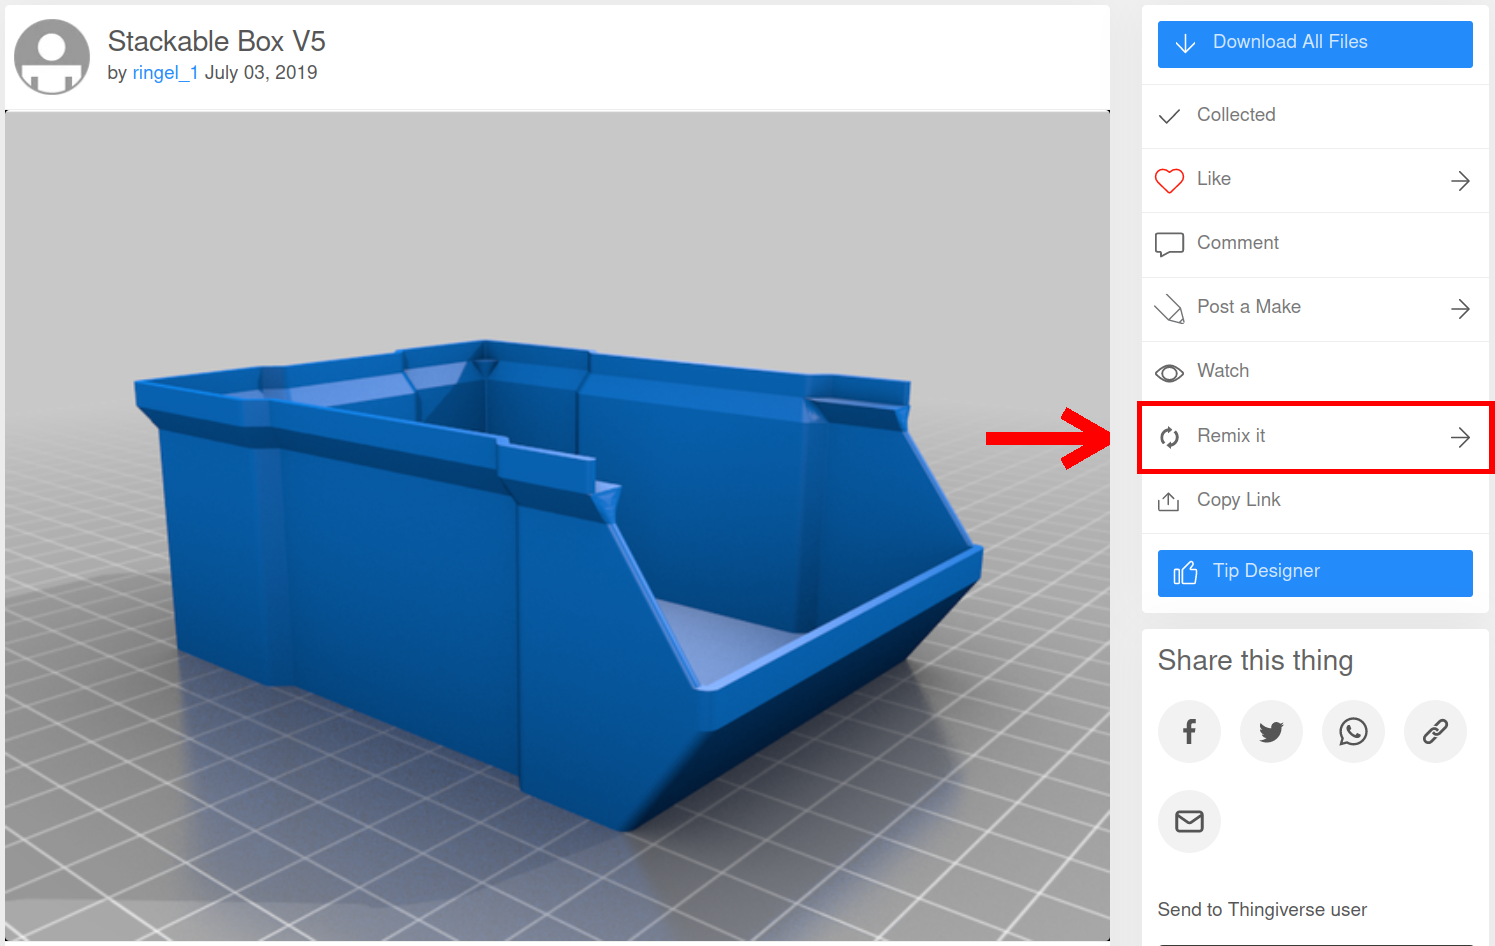 Stackable Box V5
by ringel_1 July 03, 2019
Download All Files
Collected
Like
Comment
Post a Make
Watch
Remix it
Copy Link
Tip Designer
Share this thing
Send to Thingiverse user